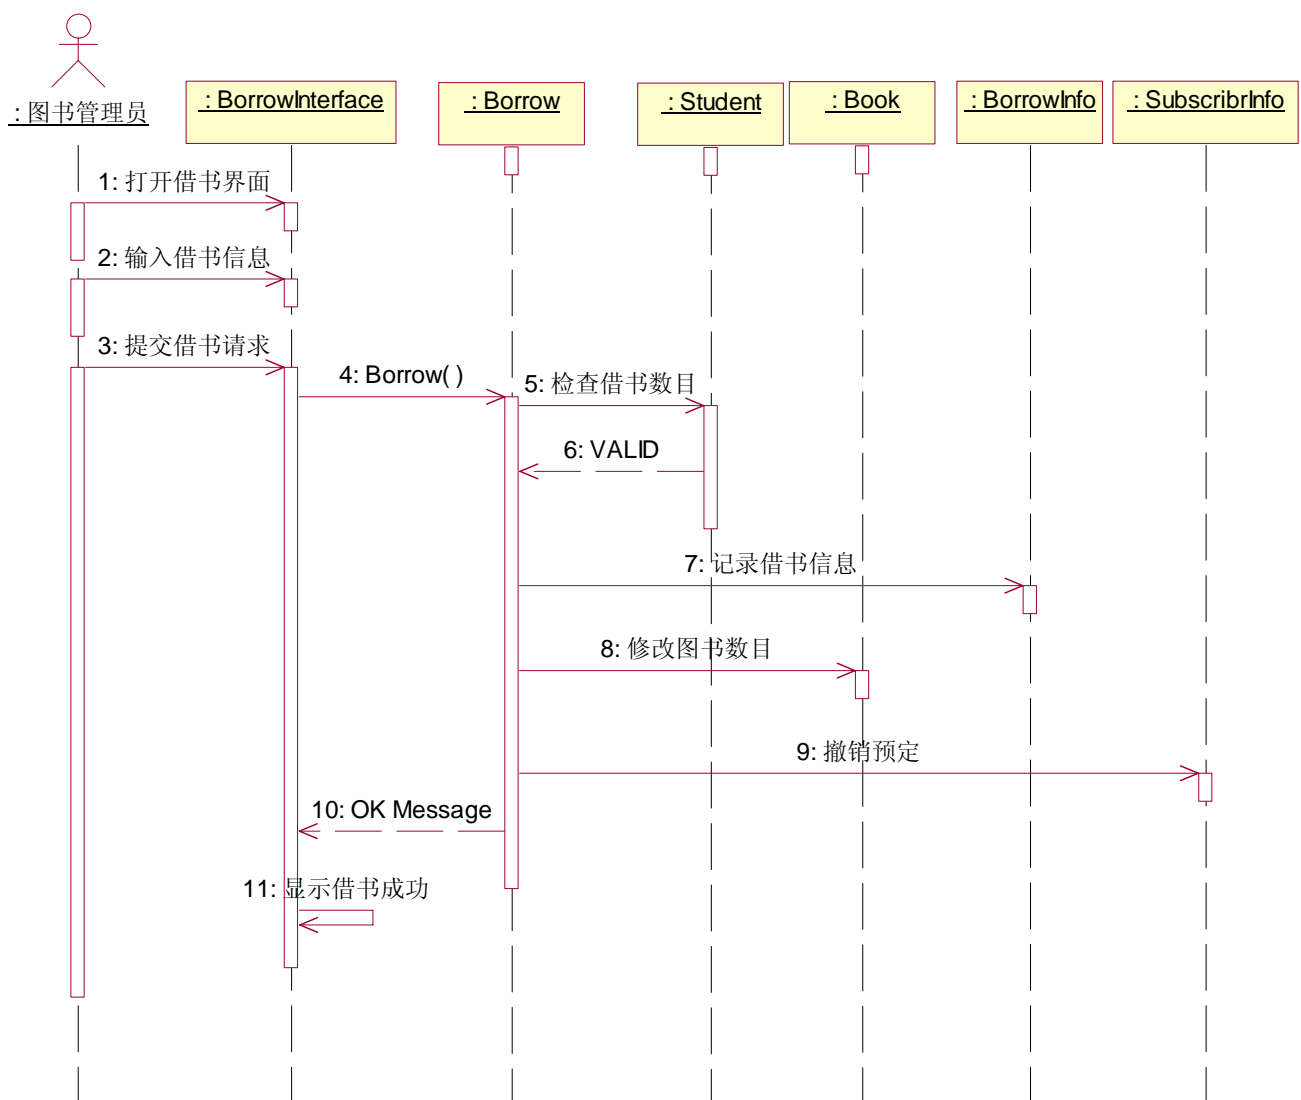 : 图书管理员
: BorrowInterface
: Borrow
: Student
: Book
: BorrowInfo
: SubscribrInfo
1: 打开借书界面
2: 输入借书信息
3: 提交借书请求
4: Borrow( )
5: 检查借书数目
6: VALID
7: 记录借书信息
8: 修改图书数目
9: 撤销预定
10: OK Message
11: 显示借书成功